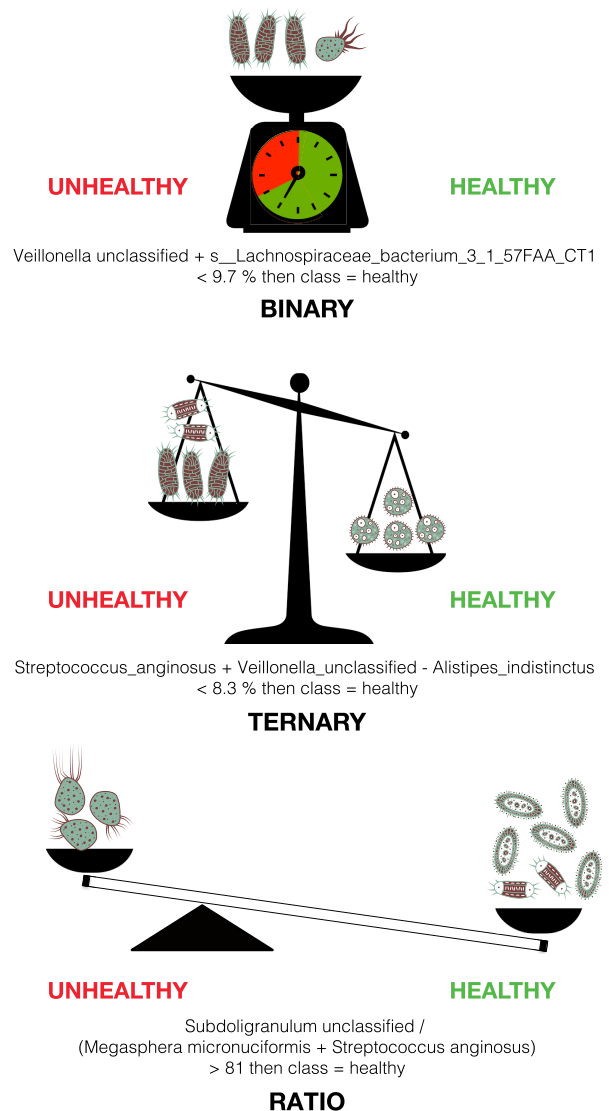 UNHEALTHY HEALTHY
Veillonella unclassified + s__Lachnospiraceae_bacterium_3_1_57FAA_CT1
< 9.7 % then class = healthy
BINARY
UNHEALTHY HEALTHY
Streptococcus_anginosus + Veillonella_unclassified - Alistipes_indistinctus
< 8.3 % then class = healthy
TERNARY
UNHEALTHY HEALTHY
Subdoligranulum unclassified /
(Megasphera micronuciformis + Streptococcus anginosus)
> 81 then class = healthy
RATIO